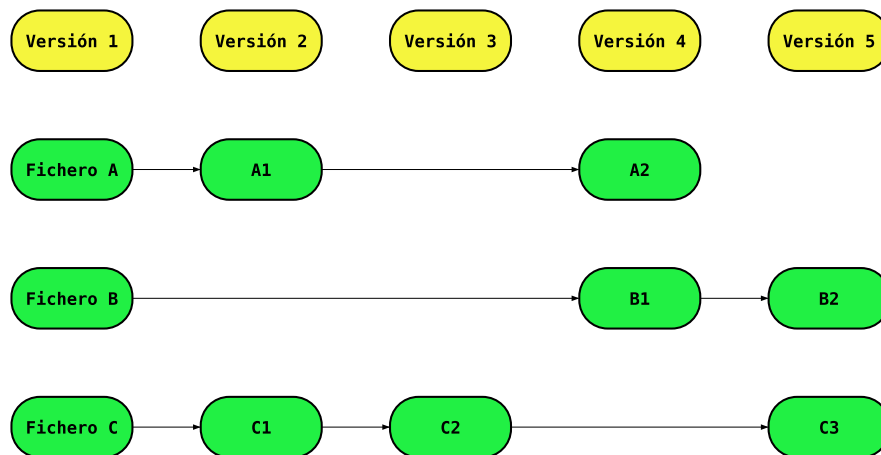 Versión 1 Versión 2 Versión 3 Versión 4 Versión 5
Fichero A A1 A2
Fichero B B1 B2
Fichero C C1 C2 C3